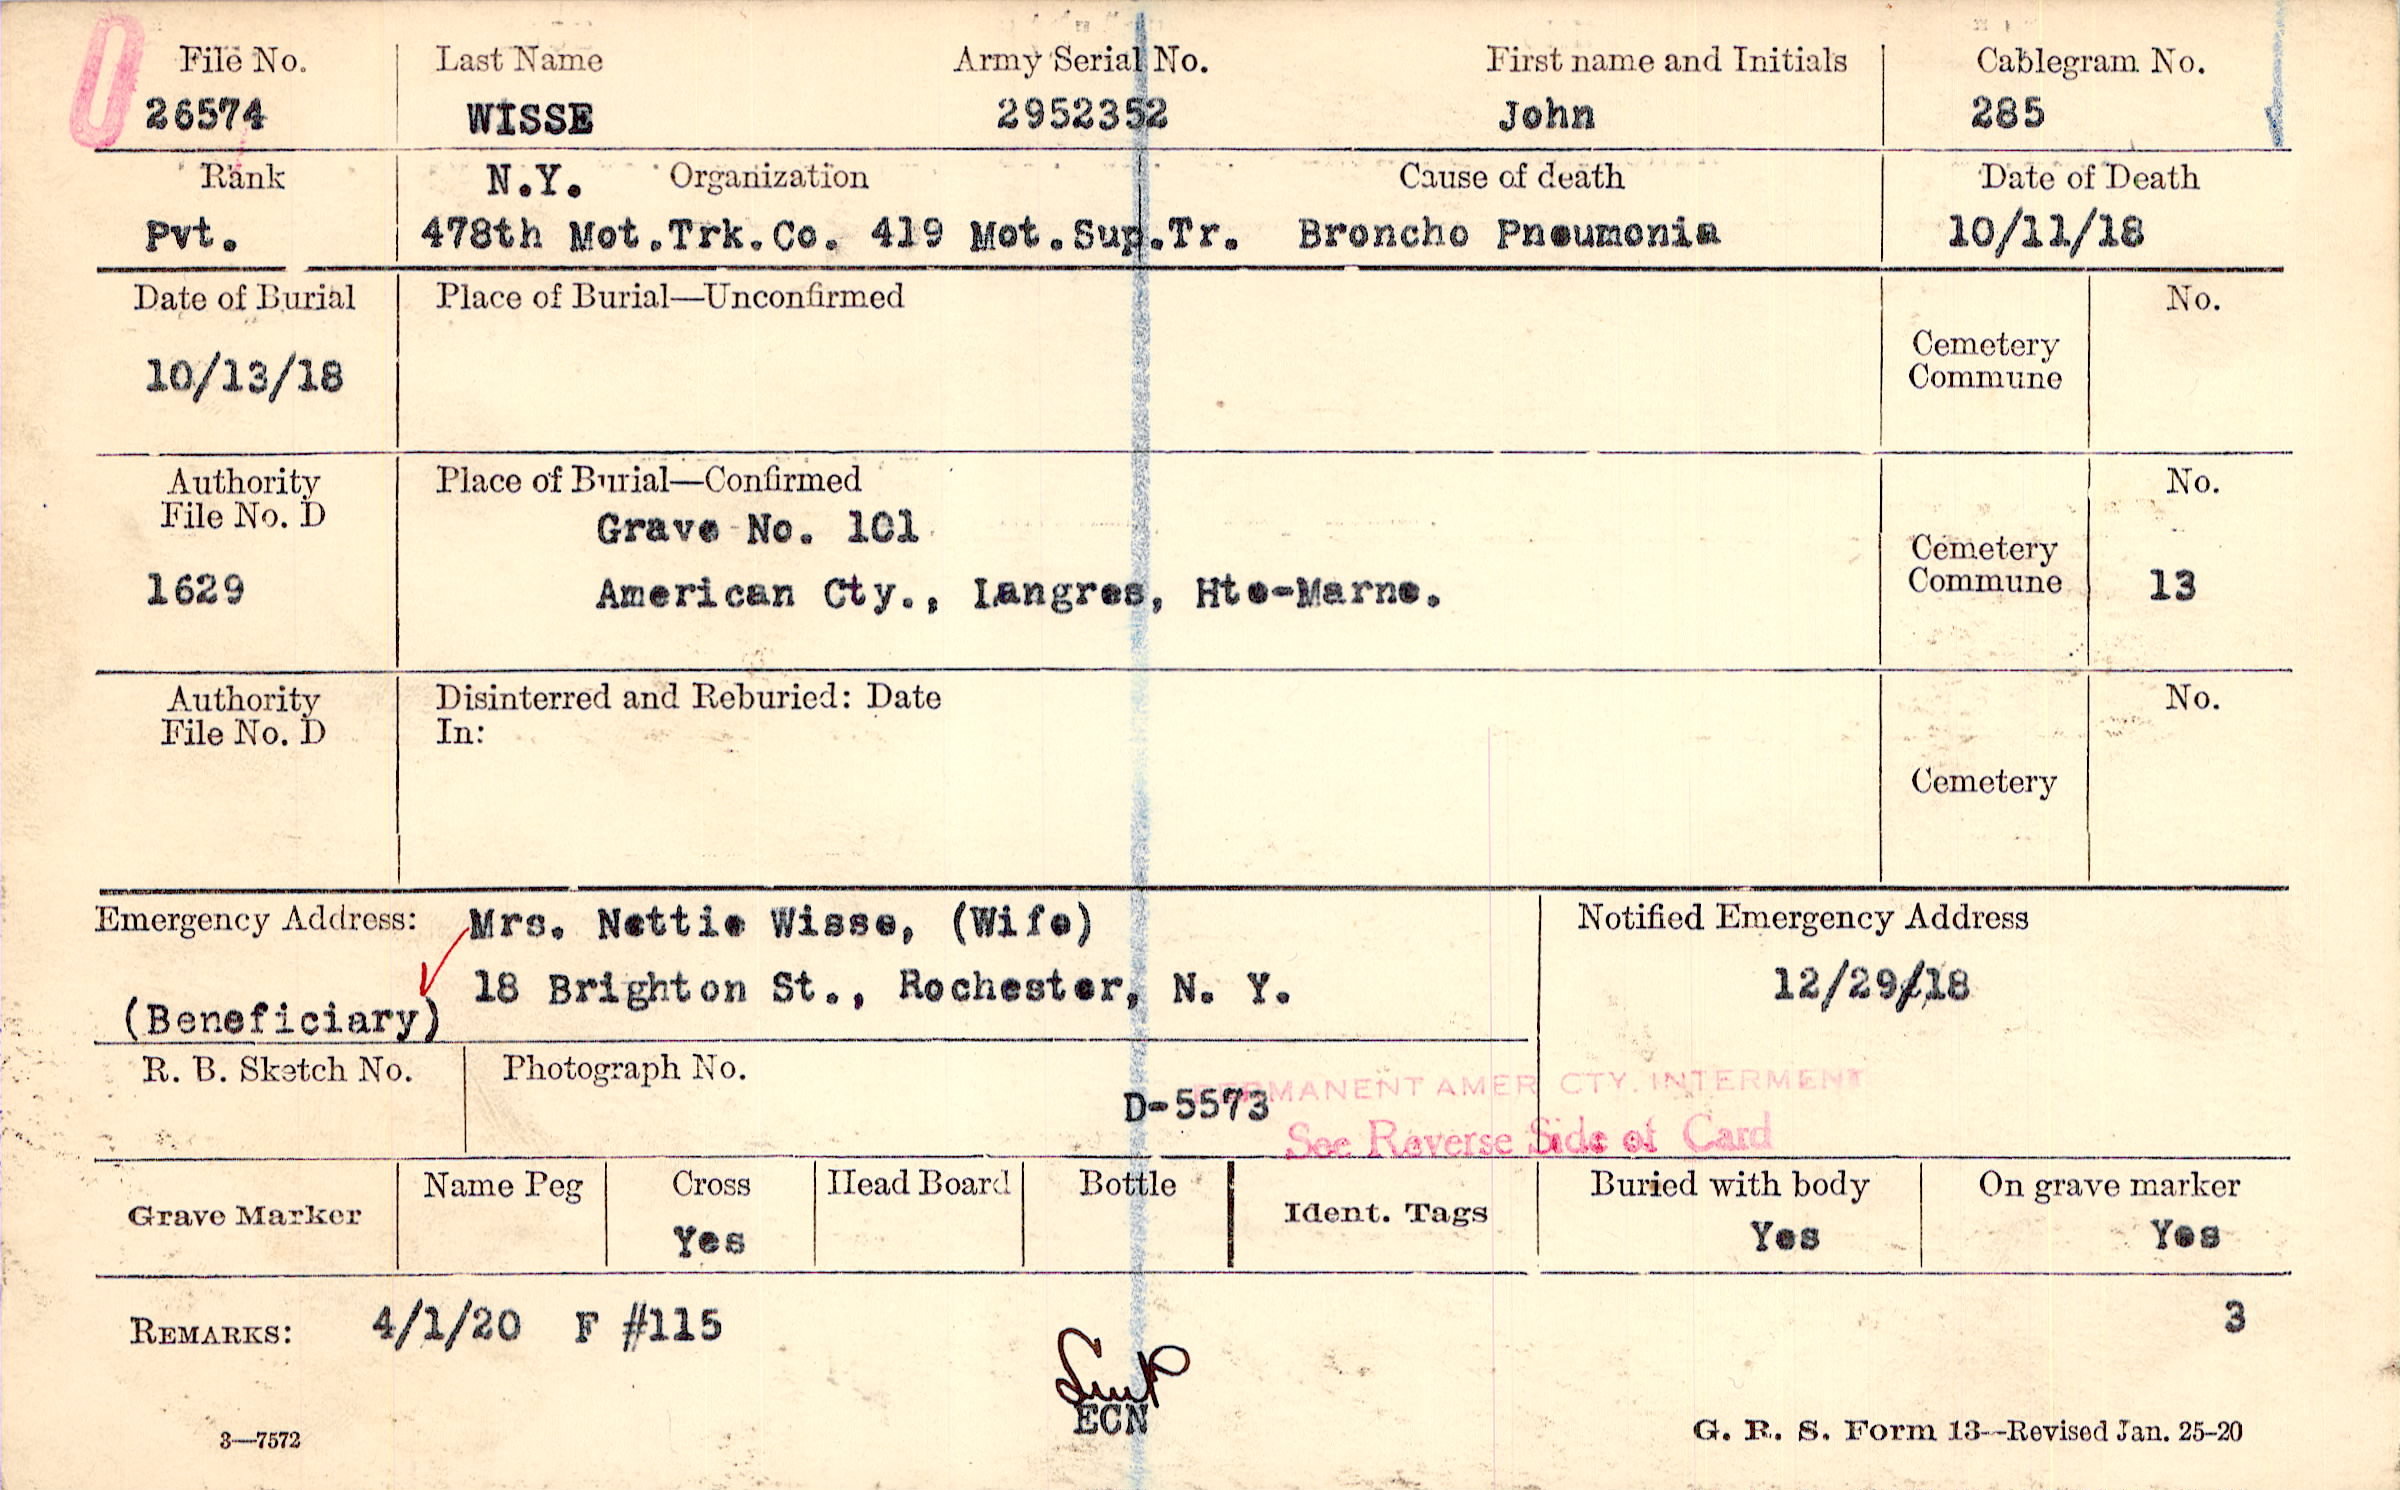 File No. Last Name Army Serial No. First name and Initials Cablegram No.
26574 WISSE 2952352 John 285
Rank N.Y. Organization Cause of death Date of Death
Pvt. 478th Mot.Trk.Co. 419 Mot.Sup.Tr. Broncho Pneumonia 10/11/18
Date of Burial Place of Burial—Unconfirmed No.
10/13/18
Cemetery
Commune
Authority Place of Burial—Confirmed No.
File No. D
Grave No. 101
1629 American Cty., Langres, Hte-Marne.
Cemetery
Commune 13
Authority Disinterred and Reburied: Date No.
File No. D In:
Cemetery
Emergency Address: Mrs. Nettie Wisse, (Wife) Notified Emergency Address
18 Brighton St., Rochester, N. Y. 12/29/18
(Beneficiary)
R. B. Sketch No. Photograph No.
PERMANENT AMER CTY. INTERMENT
D-5573
See Reverse Side of Card
Grave Marker Name Peg Cross Head Board Bottle Ident. Tags Buried with body On grave marker
Yes Yes Yes
REMARKS: 4/1/20 F #115 3
ECN
3—7572 G. R. S. Form 13--Revised Jan. 25-20